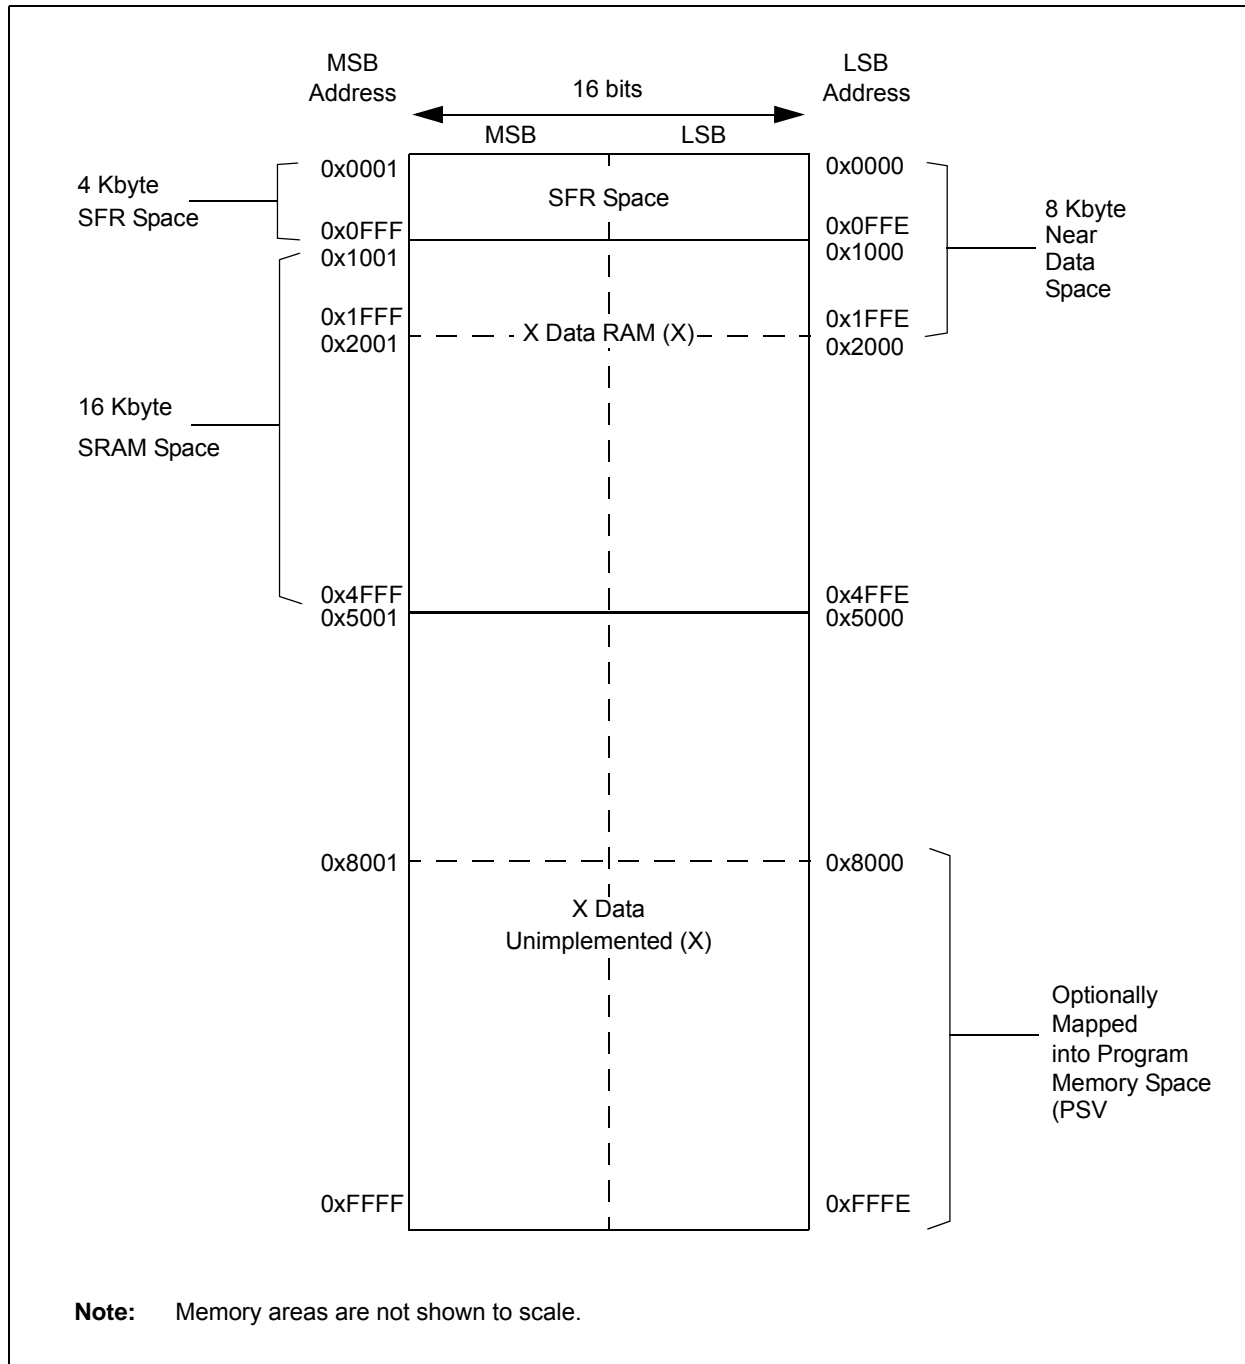 MSB
Address
16 bits
LSB
Address
MSB
LSB
0x0001
0x0000
4 Kbyte
SFR Space
SFR Space
0x0FFF
0x0FFE
0x1001
0x1000
8 Kbyte
Near
Data
Space
0x1FFF
0x1FFE
X Data RAM (X)
0x2001
0x2000
16 Kbyte
SRAM Space
0x4FFF
0x4FFE
0x5001
0x5000
0x8001
0x8000
X Data
Unimplemented (X)
Optionally
Mapped
into Program
Memory Space
(PSV
0xFFFF
0xFFFE
Note: Memory areas are not shown to scale.